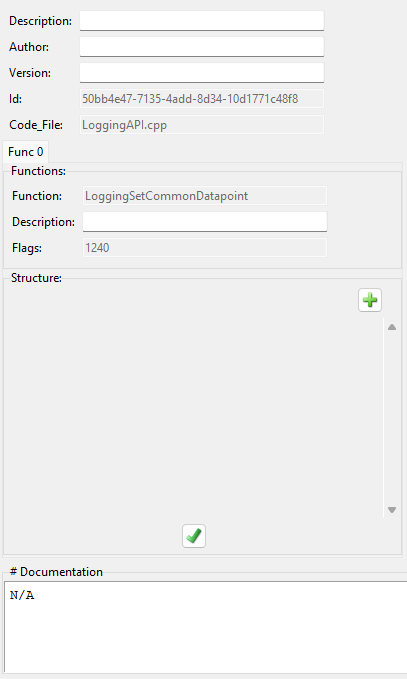 Description:
Author:
Version:
Id: 50bb4e47-7135-4add-8d34-10d1771c48f8
Code_File: LoggingAPI.cpp
Func 0
Functions:
Function: LoggingSetCommonDatapoint
Description:
Flags: 1240
Structure:
# Documentation
N/A